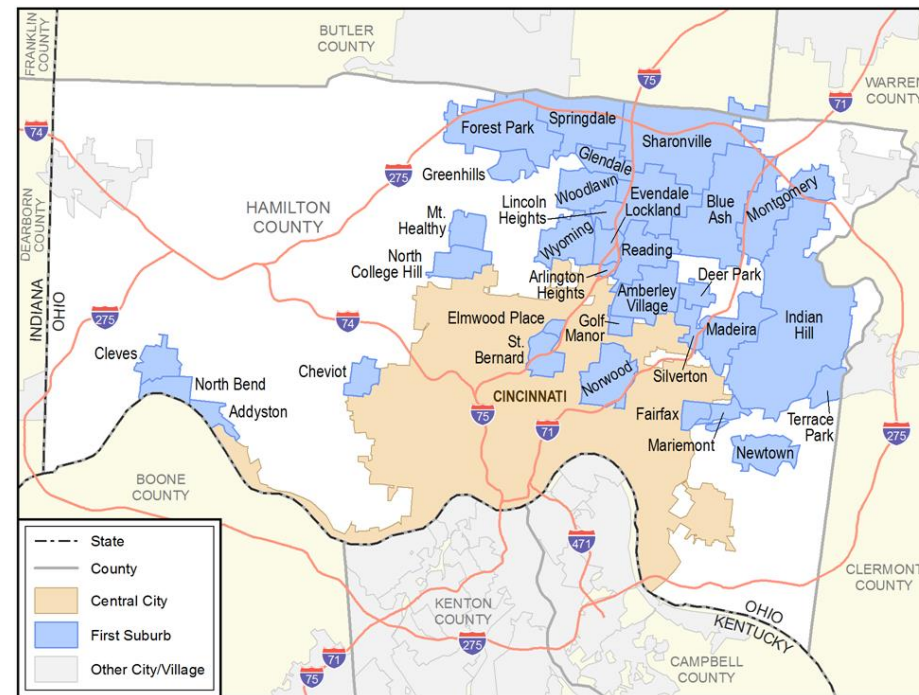 FRANKLIN
COUNTY
BUTLER
COUNTY
75
WARREN
COUNTY
71
74
Forest Park
Springdale
Sharonville
275
Greenhills
Glendale
Woodlawn
Lincoln
Heights
Evendale
Lockland
Blue
Ash
Montgomery
HAMILTON
COUNTY
Mt.
Healthy
Wyoming
Reading
DEARBORN
COUNTY
North
College Hill
Arlington
Heights
Deer Park
Amberley
Village
INDIANA
OHIO
275
74
Elmwood Place
Golf
Manor
Madeira
Indian
Hill
Cleves
St.
Bernard
Cheviot
Norwood
Silverton
North Bend
CINCINNATI
Addyston
75
71
Fairfax
Mariemont
Terrace
Park
275
Newtown
BOONE
COUNTY
State
County
Central City
First Suburb
Other City/Village
471
CLERMONT
COUNTY
KENTON
COUNTY
OHIO
KENTUCKY
275
71
75
CAMPBELL
COUNTY